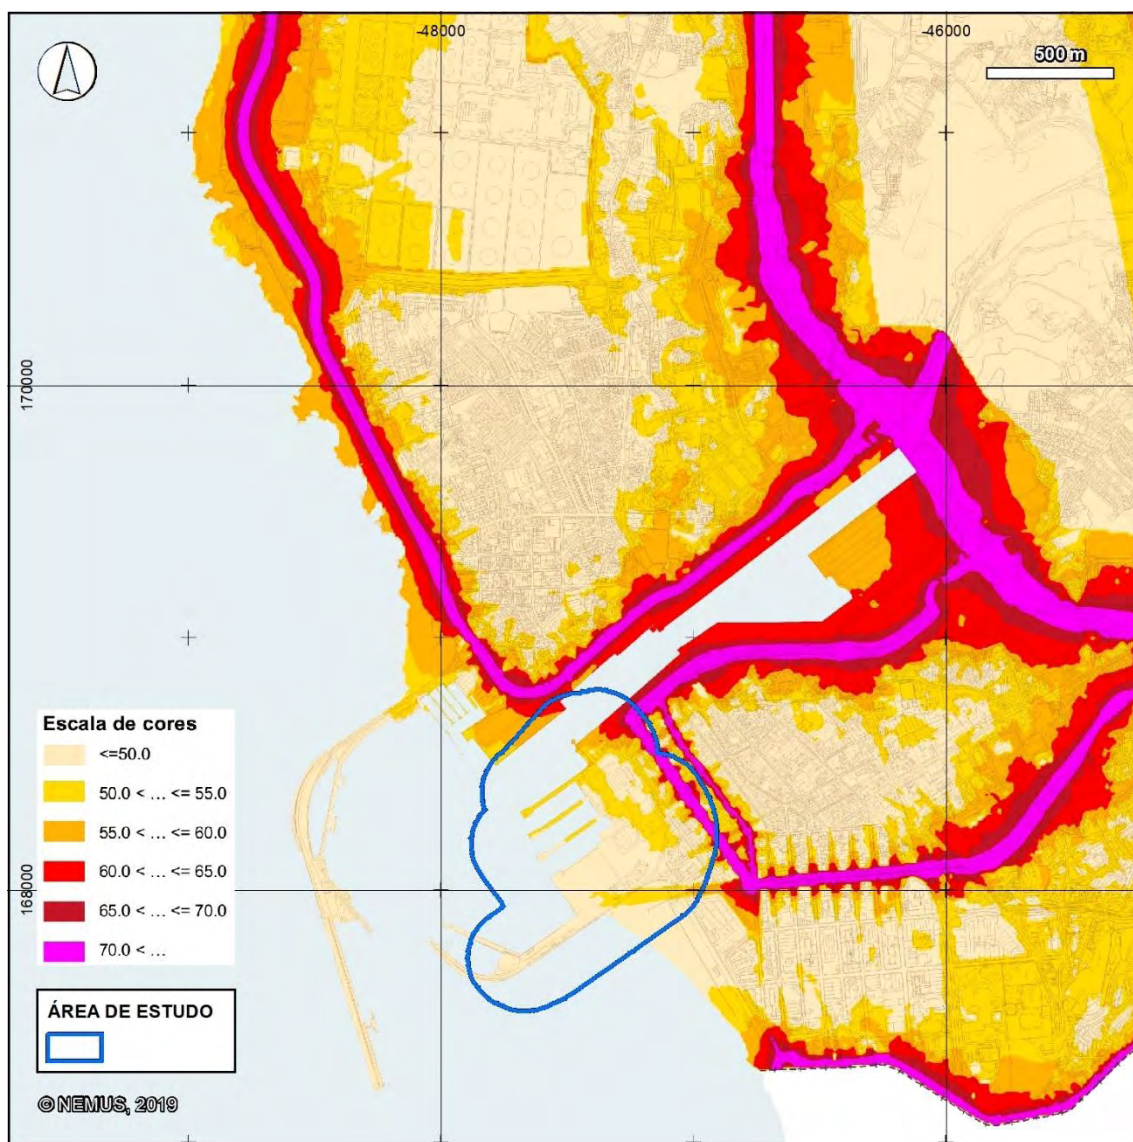 -48000
-46000
500 m
170000
168000
Escala de cores
<=50.0
50.0 < ... <= 55.0
55.0 < ... <= 60.0
60.0 < ... <= 65.0
65.0 < ... <= 70.0
70.0 < ...
ÁREA DE ESTUDO
© NEMUS, 2019